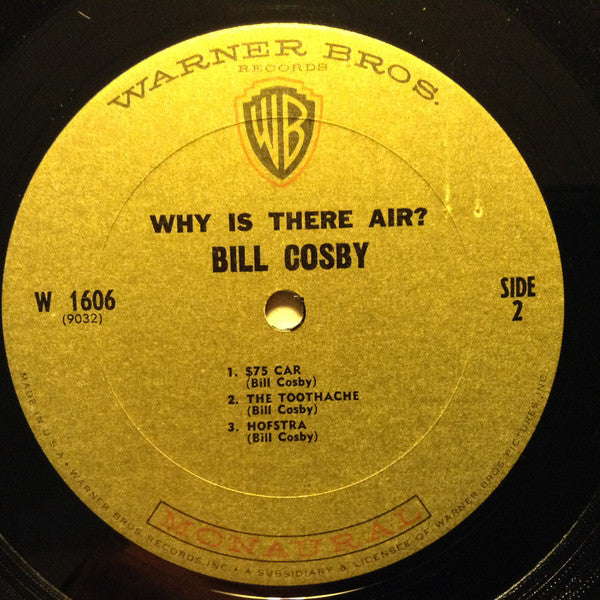 WARNER BROS.
RECORDS
WB
WHY IS THERE AIR?
BILL COSBY
W 1606
(9032)
SIDE
2
1. $75 CAR
(Bill Cosby)
2. THE TOOTHACHE
(Bill Cosby)
3. HOFSTRA
(Bill Cosby)
MONAURAL
MADE IN U.S.A. • WARNER BROS. RECORDS, INC. • A SUBSIDIARY & LICENSEE OF WARNER BROS. PICTURES, INC.